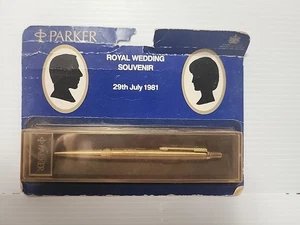 PARKER
ROYAL WEDDING
SOUVENIR
29th July 1981